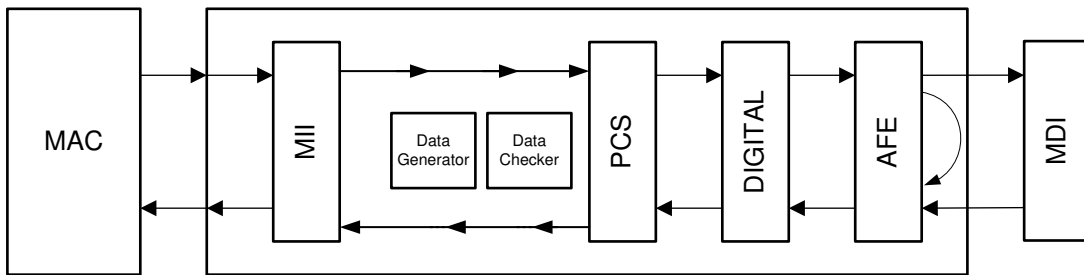 MAC
MII
Data
Generator
Data
Checker
PCS
DIGITAL
AFE
MDI